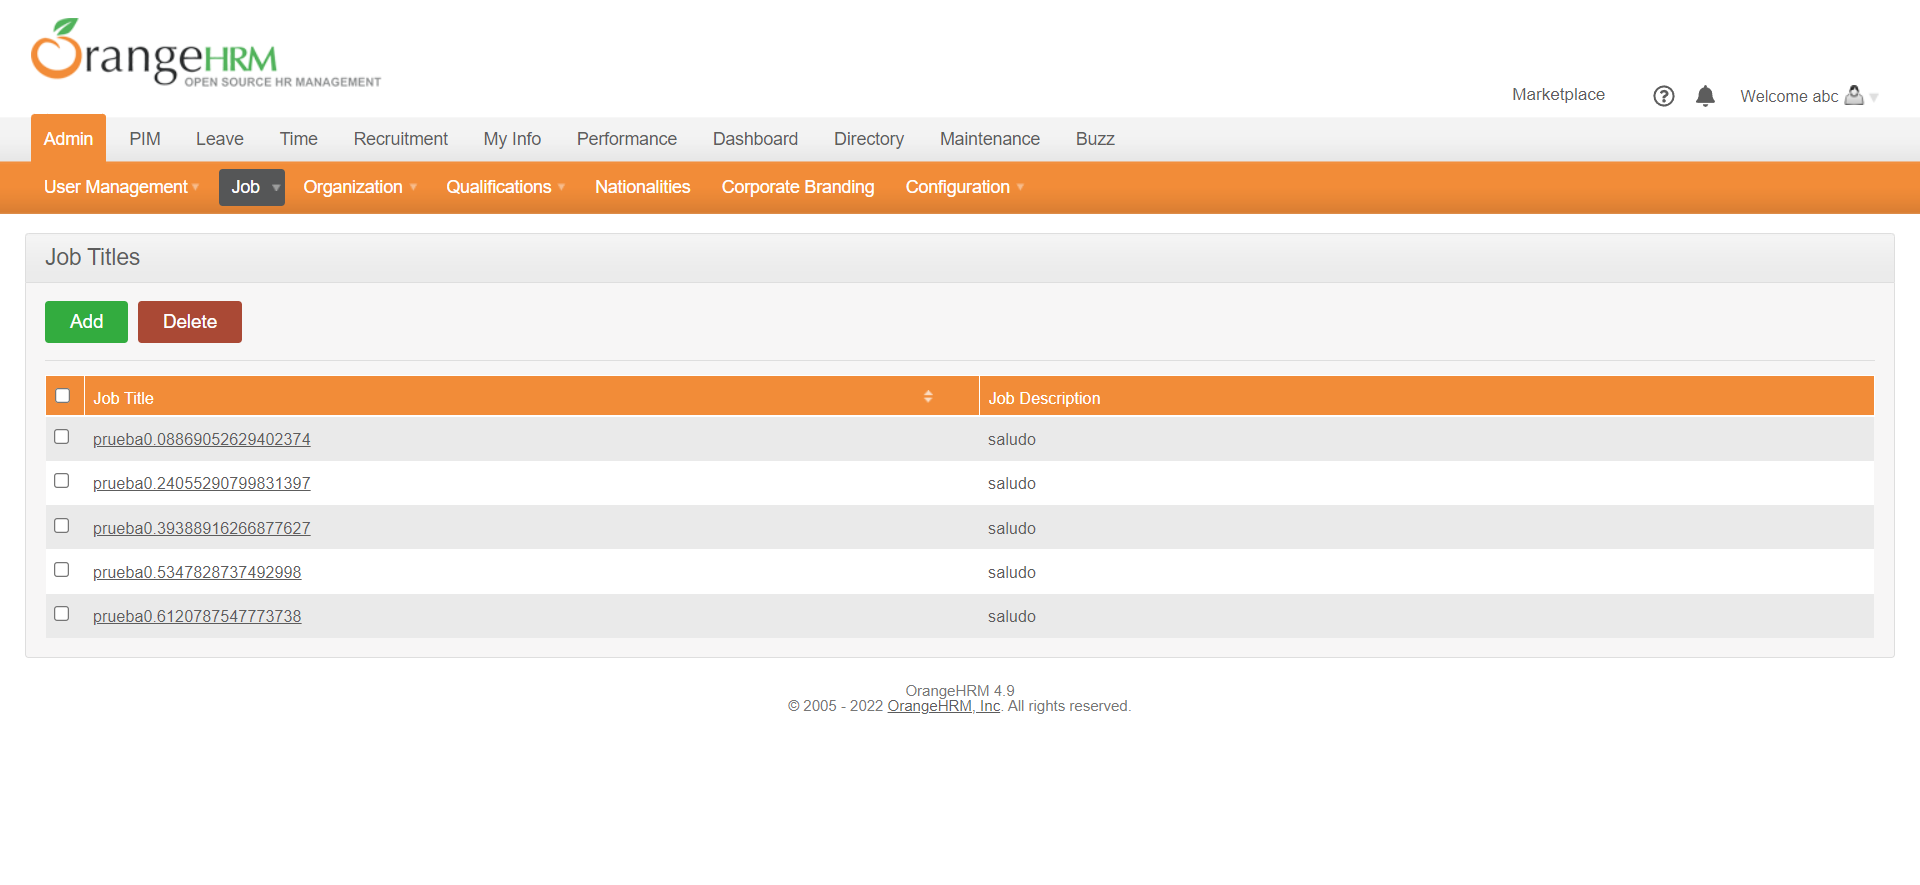 OrangeHRM
OPEN SOURCE HR MANAGEMENT
Marketplace Welcome abc
Admin PIM Leave Time Recruitment My Info Performance Dashboard Directory Maintenance Buzz
User Management Job Organization Qualifications Nationalities Corporate Branding Configuration
Job Titles
Add Delete
Job Title Job Description
prueba0.08869052629402374 saludo
prueba0.24055290799831397 saludo
prueba0.39388916266877627 saludo
prueba0.5347828737492998 saludo
prueba0.6120787547773738 saludo
OrangeHRM 4.9
© 2005 - 2022 OrangeHRM, Inc. All rights reserved.